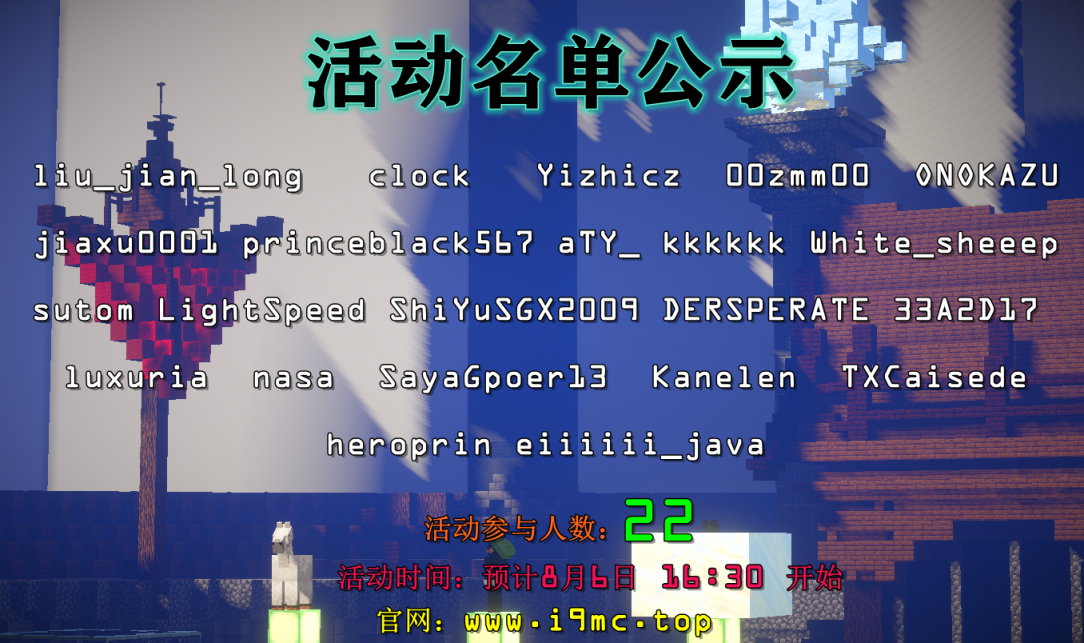 活动名单公示
liu_jian_long clock Yizhicz 00zmm00 ONOKAZU
jiaxu0001 princeblack567 aTY_ kkkkkk White_sheeep
sutom LightSpeed ShiYuSGX2009 DERSPERATE 33A2D17
luxuria nasa SayaGpoer13 Kanelen TXCaisede
heroprin eiiiiii_java
活动参与人数：22
活动时间：预计8月6日 16:30 开始
官网：www.i9mc.top